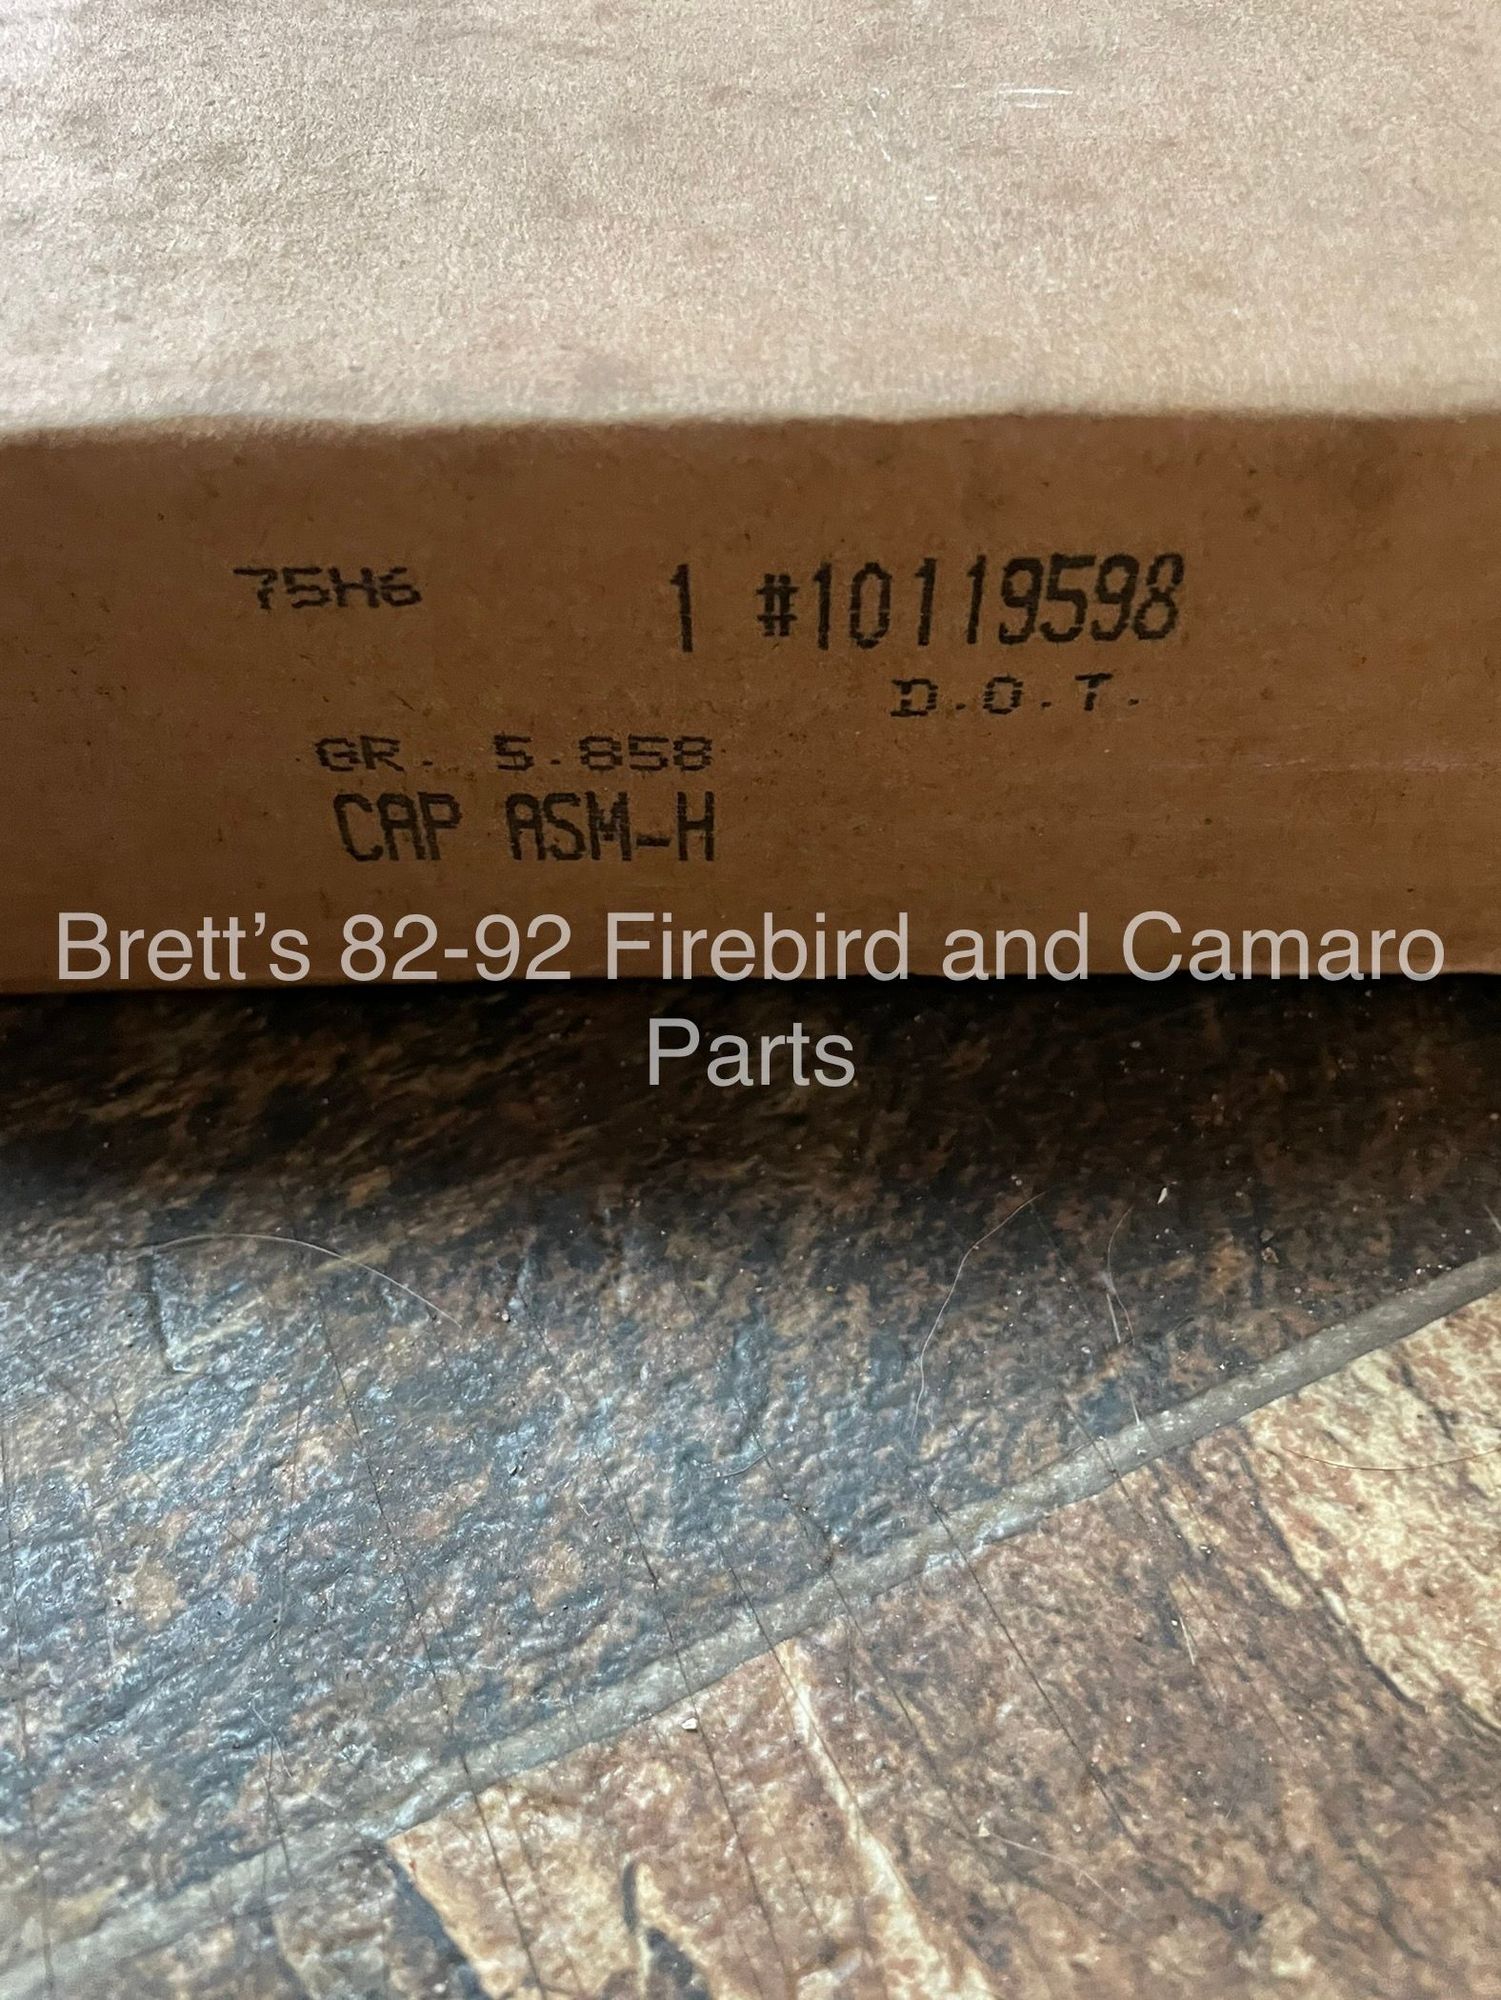 75H6 1 #10119598
D.O.T.
GR. 5.858
CAP ASM-H
Brett’s 82-92 Firebird and Camaro
Parts